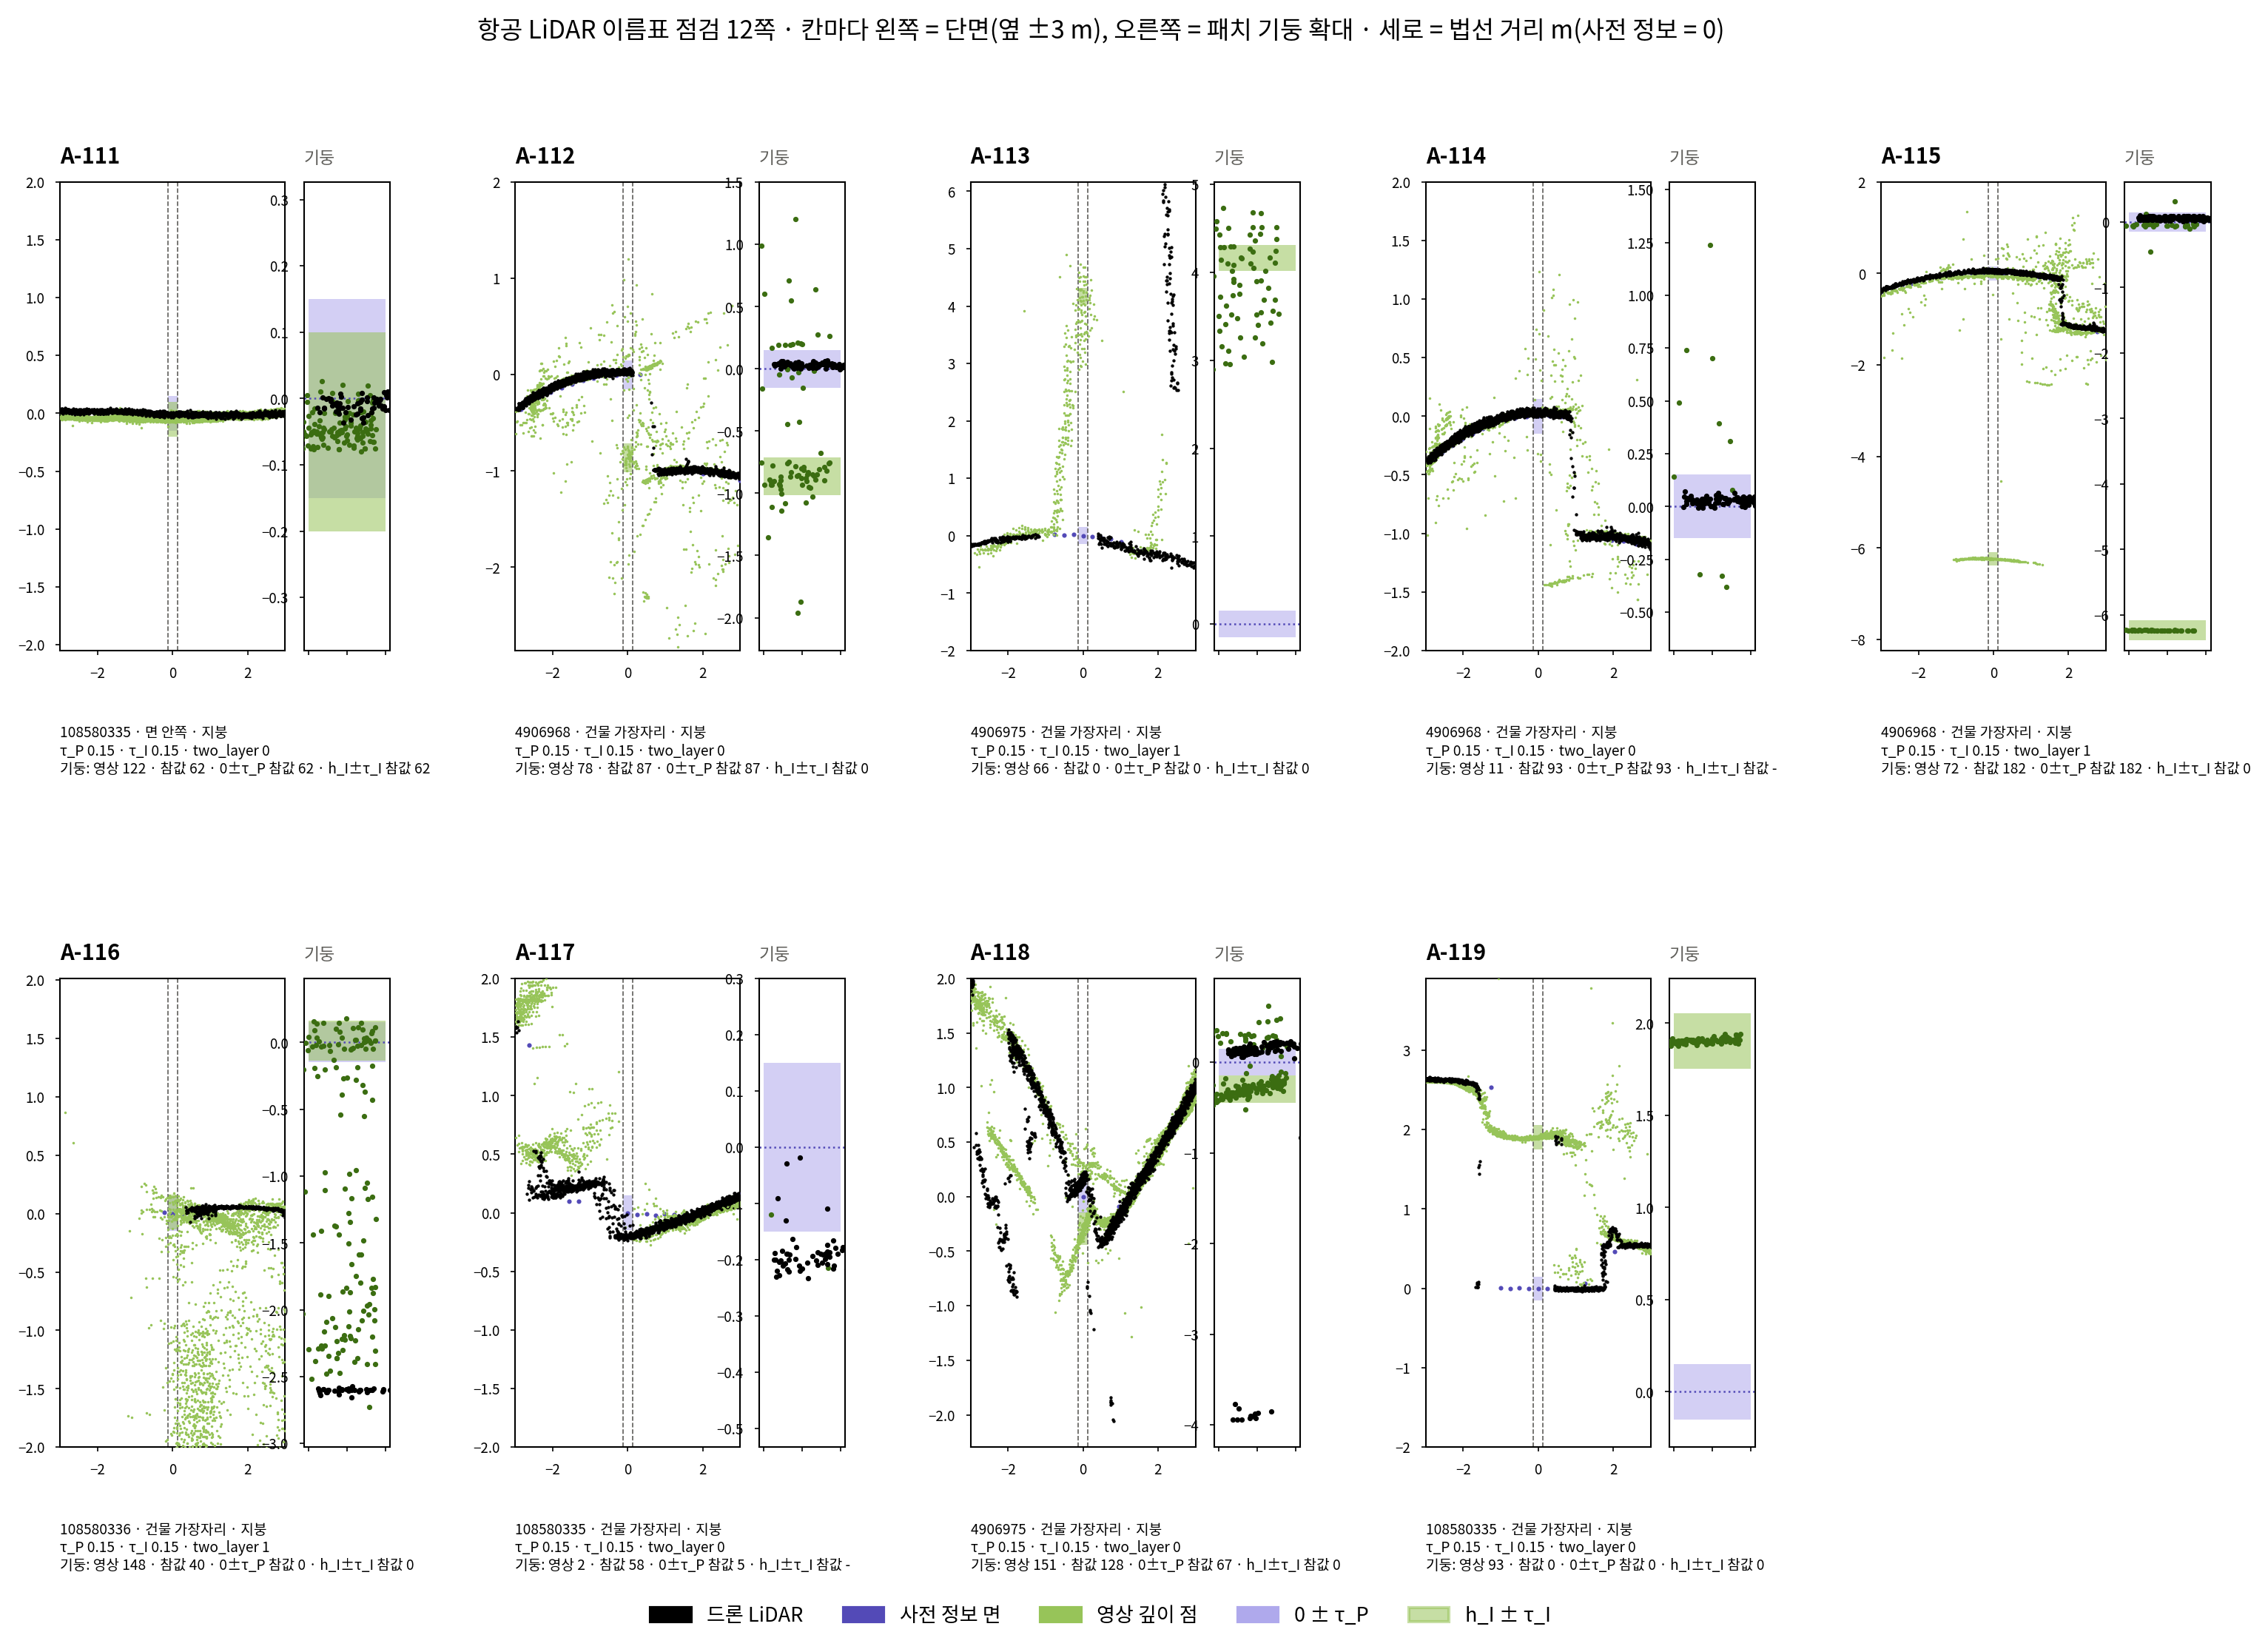 항공 LiDAR 이름표 점검 12쪽 · 칸마다 왼쪽 = 단면(옆 ±3 m), 오른쪽 = 패치 기둥 확대 · 세로 = 법선 거리 m(사전 정보 = 0)
A-111 기둥
A-112 기둥
A-113 기둥
A-114 기둥
A-115 기둥
108580335 · 면 안쪽 · 지붕
τ_P 0.15 · τ_I 0.15 · two_layer 0
기둥: 영상 122 · 참값 62 · 0±τ_P 참값 62 · h_I±τ_I 참값 62
4906968 · 건물 가장자리 · 지붕
τ_P 0.15 · τ_I 0.15 · two_layer 0
기둥: 영상 78 · 참값 87 · 0±τ_P 참값 87 · h_I±τ_I 참값 0
4906975 · 건물 가장자리 · 지붕
τ_P 0.15 · τ_I 0.15 · two_layer 1
기둥: 영상 66 · 참값 0 · 0±τ_P 참값 0 · h_I±τ_I 참값 0
4906968 · 건물 가장자리 · 지붕
τ_P 0.15 · τ_I 0.15 · two_layer 0
기둥: 영상 11 · 참값 93 · 0±τ_P 참값 93 · h_I±τ_I 참값 -
4906968 · 건물 가장자리 · 지붕
τ_P 0.15 · τ_I 0.15 · two_layer 1
기둥: 영상 72 · 참값 182 · 0±τ_P 참값 182 · h_I±τ_I 참값 0
A-116 기둥
A-117 기둥
A-118 기둥
A-119 기둥
108580336 · 건물 가장자리 · 지붕
τ_P 0.15 · τ_I 0.15 · two_layer 1
기둥: 영상 148 · 참값 40 · 0±τ_P 참값 0 · h_I±τ_I 참값 0
108580335 · 건물 가장자리 · 지붕
τ_P 0.15 · τ_I 0.15 · two_layer 0
기둥: 영상 2 · 참값 58 · 0±τ_P 참값 5 · h_I±τ_I 참값 -
4906975 · 건물 가장자리 · 지붕
τ_P 0.15 · τ_I 0.15 · two_layer 0
기둥: 영상 151 · 참값 128 · 0±τ_P 참값 67 · h_I±τ_I 참값 0
108580335 · 건물 가장자리 · 지붕
τ_P 0.15 · τ_I 0.15 · two_layer 0
기둥: 영상 93 · 참값 0 · 0±τ_P 참값 0 · h_I±τ_I 참값 0
드론 LiDAR 사전 정보 면 영상 깊이 점 0 ± τ_P h_I ± τ_I